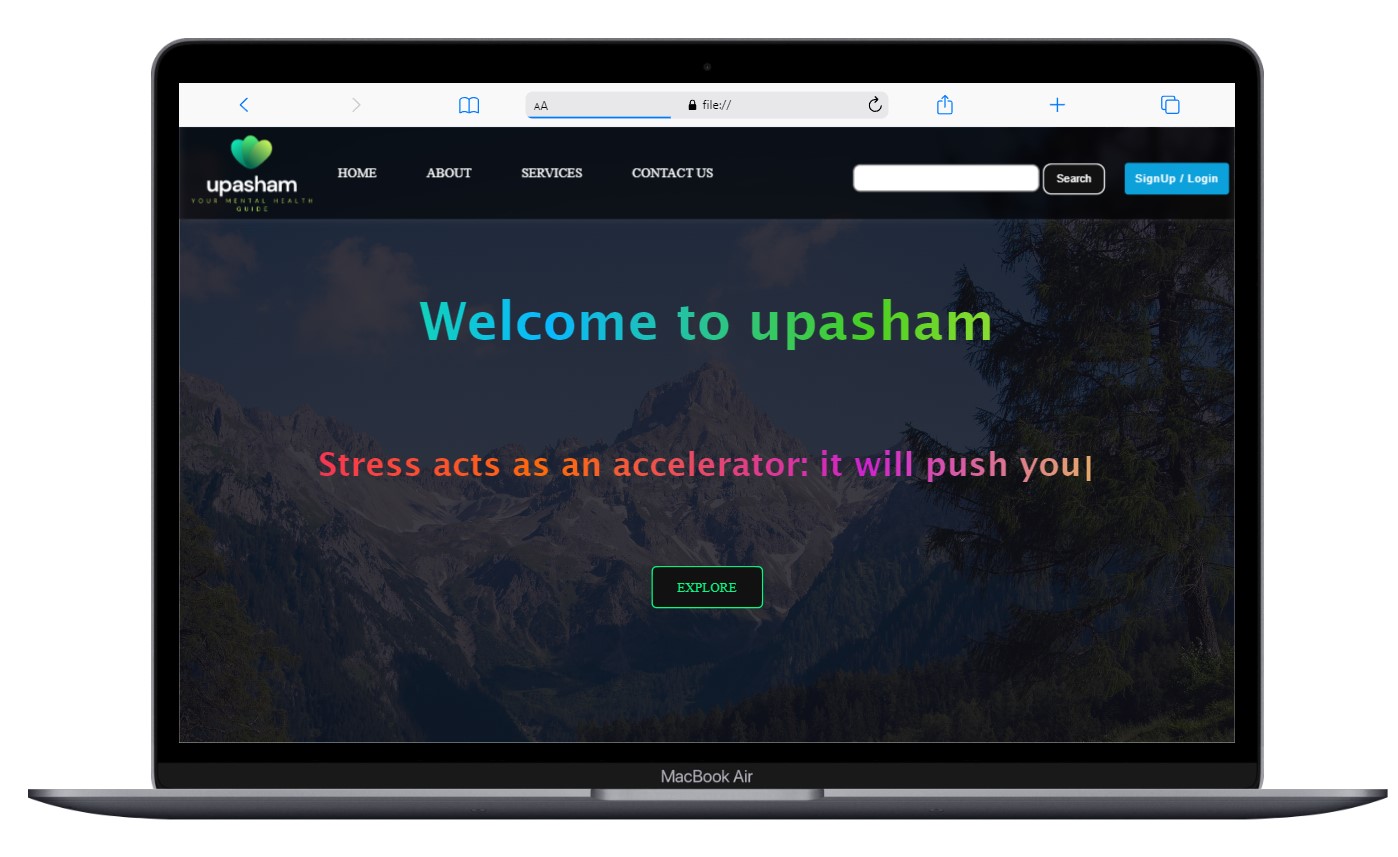 AA file://
upasham
YOUR MENTAL HEALTH
GUIDE
HOME ABOUT SERVICES CONTACT US Search SignUp / Login
Welcome to upasham
Stress acts as an accelerator: it will push you|
EXPLORE
MacBook Air